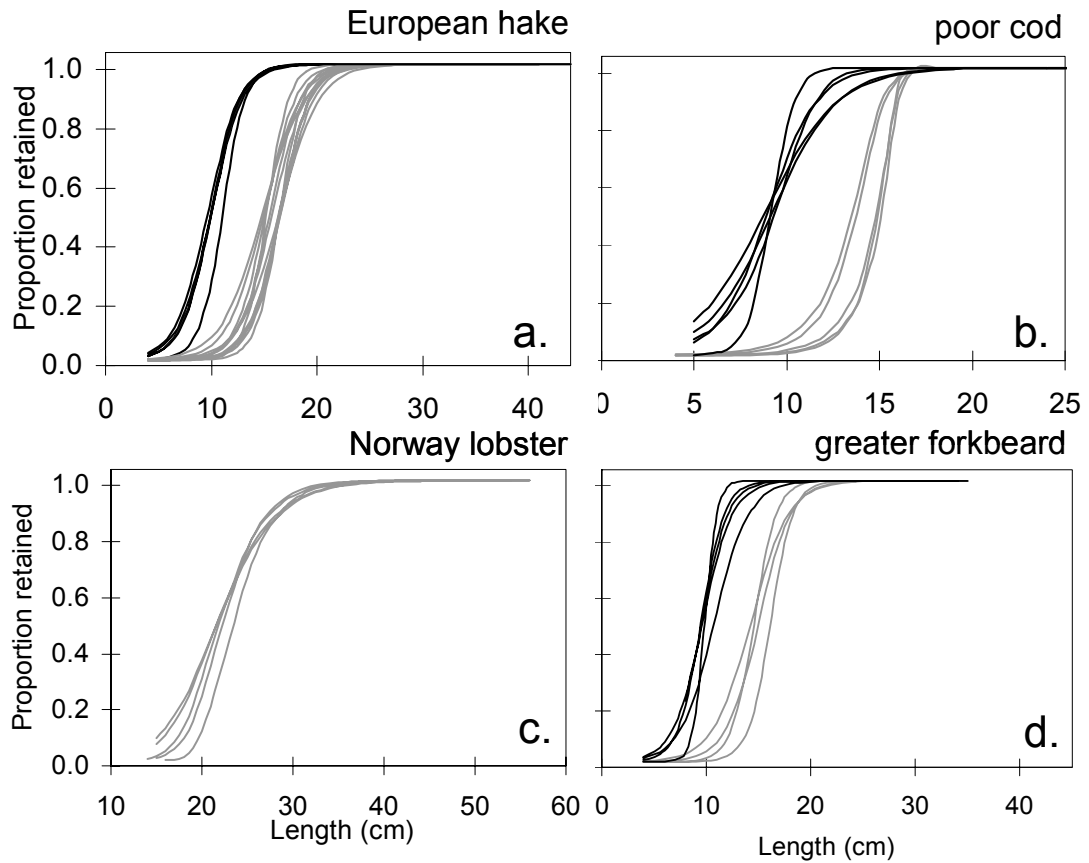 European hake
poor cod
Proportion retained
1.0
0.8
0.6
0.4
0.2
0.0
a.
b.
0 10 20 30 40
0 5 10 15 20 25
Norway lobster
greater forkbeard
Proportion retained
1.0
0.8
0.6
0.4
0.2
0.0
c.
d.
10 20 30 40 50 60
0 10 20 30 40
Length (cm)
Length (cm)